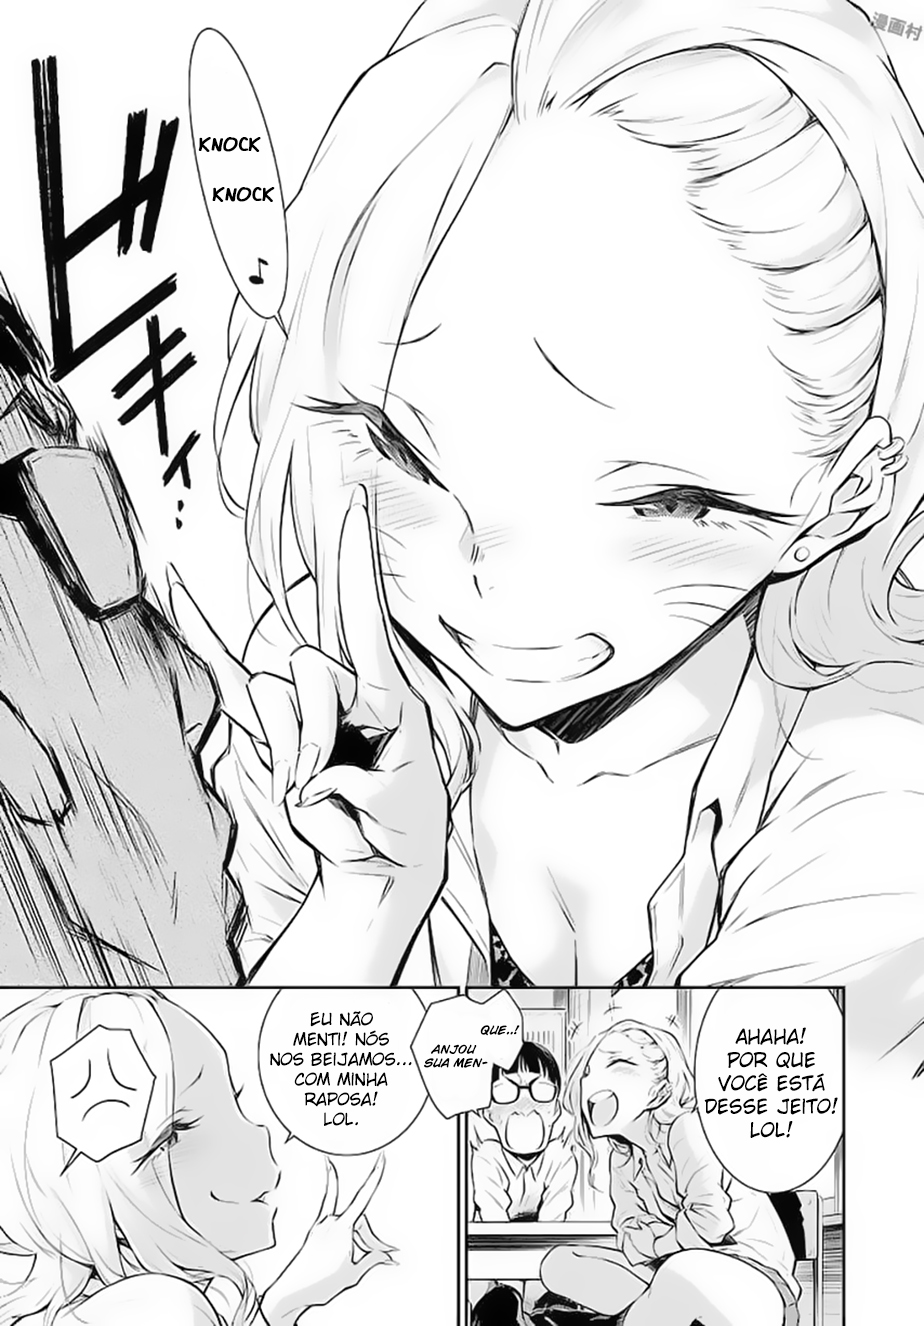 漫画村
KNOCK
KNOCK
♪
ビキィ…
QUE..!
ANJOU
SUA MEN-
AHAHA!
POR QUE
VOCÊ ESTÁ
DESSE JEITO!
LOL!
EU NÃO
MENTI! NÓS
NOS BEIJAMOS...
COM MINHA
RAPOSA!
LOL.